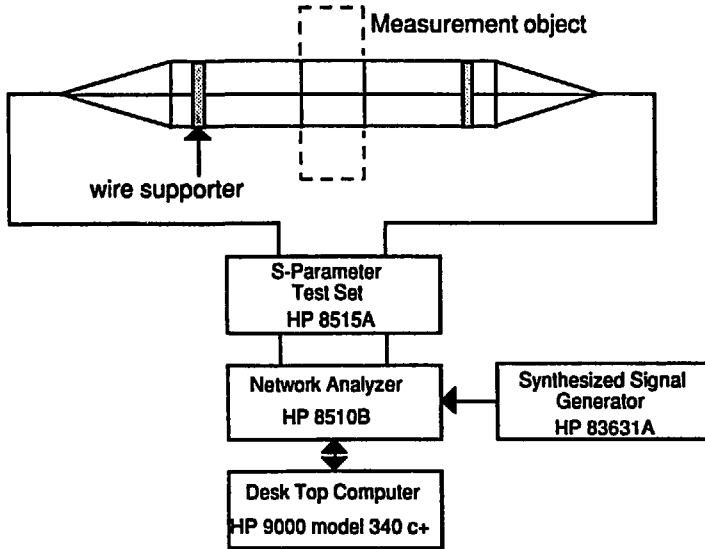 Measurement object
wire supporter
S-Parameter
Test Set
HP 8515A
Network Analyzer
HP 8510B
Synthesized Signal
Generator
HP 83631A
Desk Top Computer
HP 9000 model 340 c+